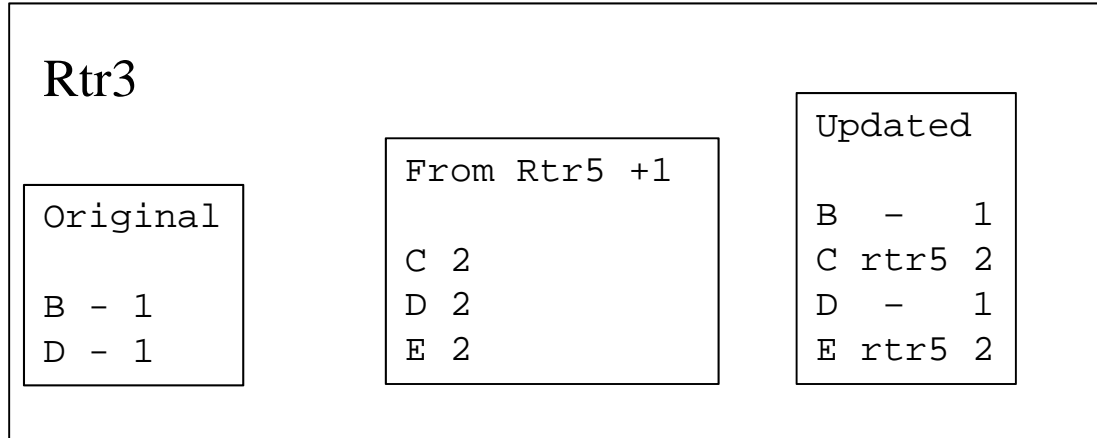 Rtr3
Original
B – 1
D – 1
From Rtr5 +1
C 2
D 2
E 2
Updated
B – 1
C rtr5 2
D – 1
E rtr5 2